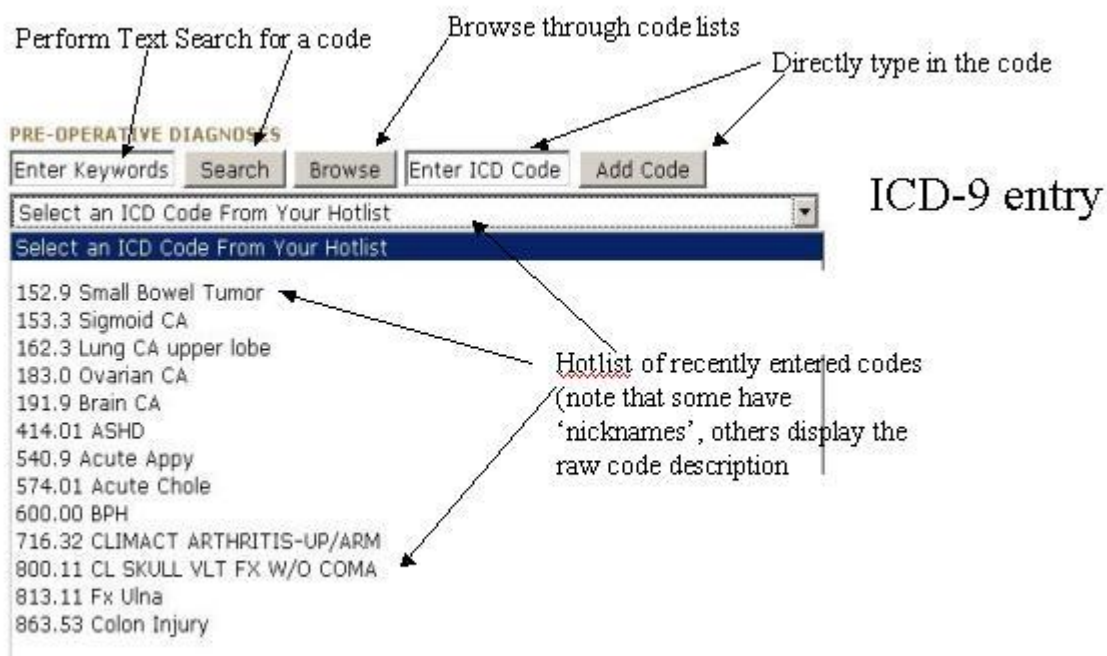 Perform Text Search for a code
Browse through code lists
Directly type in the code
PRE-OPERATIVE DIAGNOSES
Enter Keywords Search Browse Enter ICD Code Add Code
ICD-9 entry
Select an ICD Code From Your Hotlist
Select an ICD Code From Your Hotlist
152.9 Small Bowel Tumor
153.3 Sigmoid CA
162.3 Lung CA upper lobe
183.0 Ovarian CA
191.9 Brain CA
414.01 ASHD
540.9 Acute Appy
574.01 Acute Chole
600.00 BPH
716.32 CLIMACT ARTHRITIS-UP/ARM
800.11 CL SKULL VLT FX W/O COMA
813.11 Fx Ulna
863.53 Colon Injury
Hotlist of recently entered codes
(note that some have
‘nicknames’, others display the
raw code description